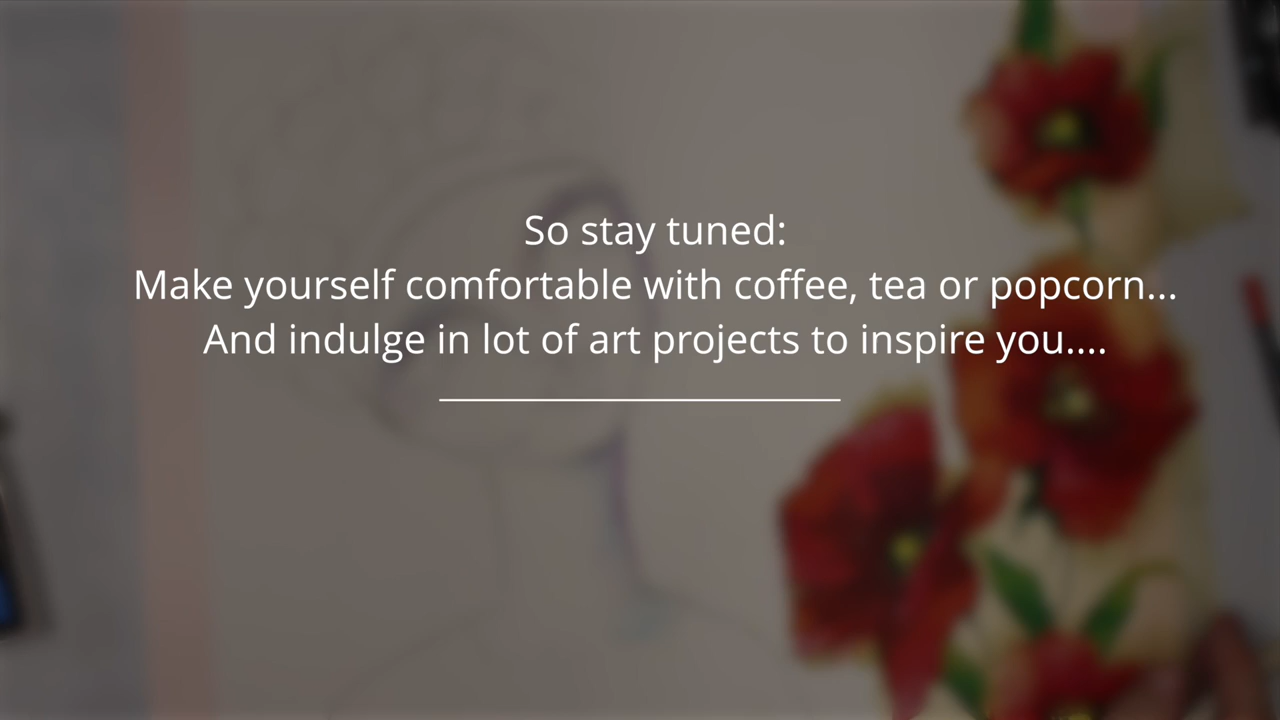 So stay tuned:
Make yourself comfortable with coffee, tea or popcorn...
And indulge in lot of art projects to inspire you....